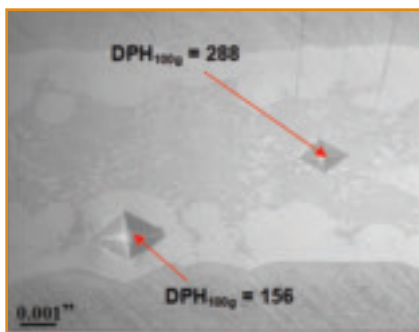 DPH100g = 288
DPH100g = 156
0.001”